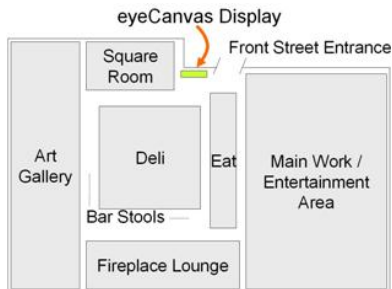 eyeCanvas Display
Front Street Entrance
Square
Room
Art
Gallery
Deli
Eat
Main Work /
Entertainment
Area
Bar Stools
Fireplace Lounge